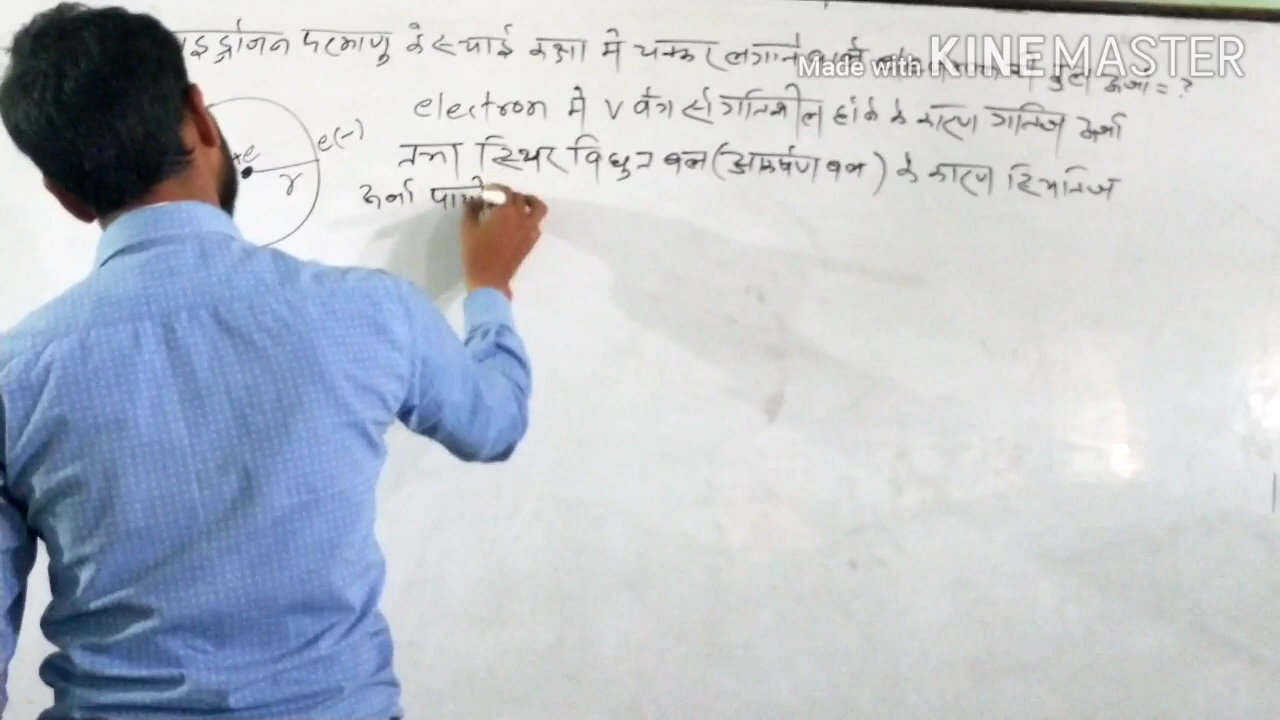 हाइड्रोजन परमाणु के स्थाई कक्षा में चक्कर लगाने कुल ऊर्जा = ?
Made with KINEMASTER
electron में v वेग से गतिशील होने के कारण गतिज ऊर्जा
तथा स्थिर विधुत बल (आकर्षण बल) के कारण स्थितिज
ऊर्जा
+e
r
e(-)